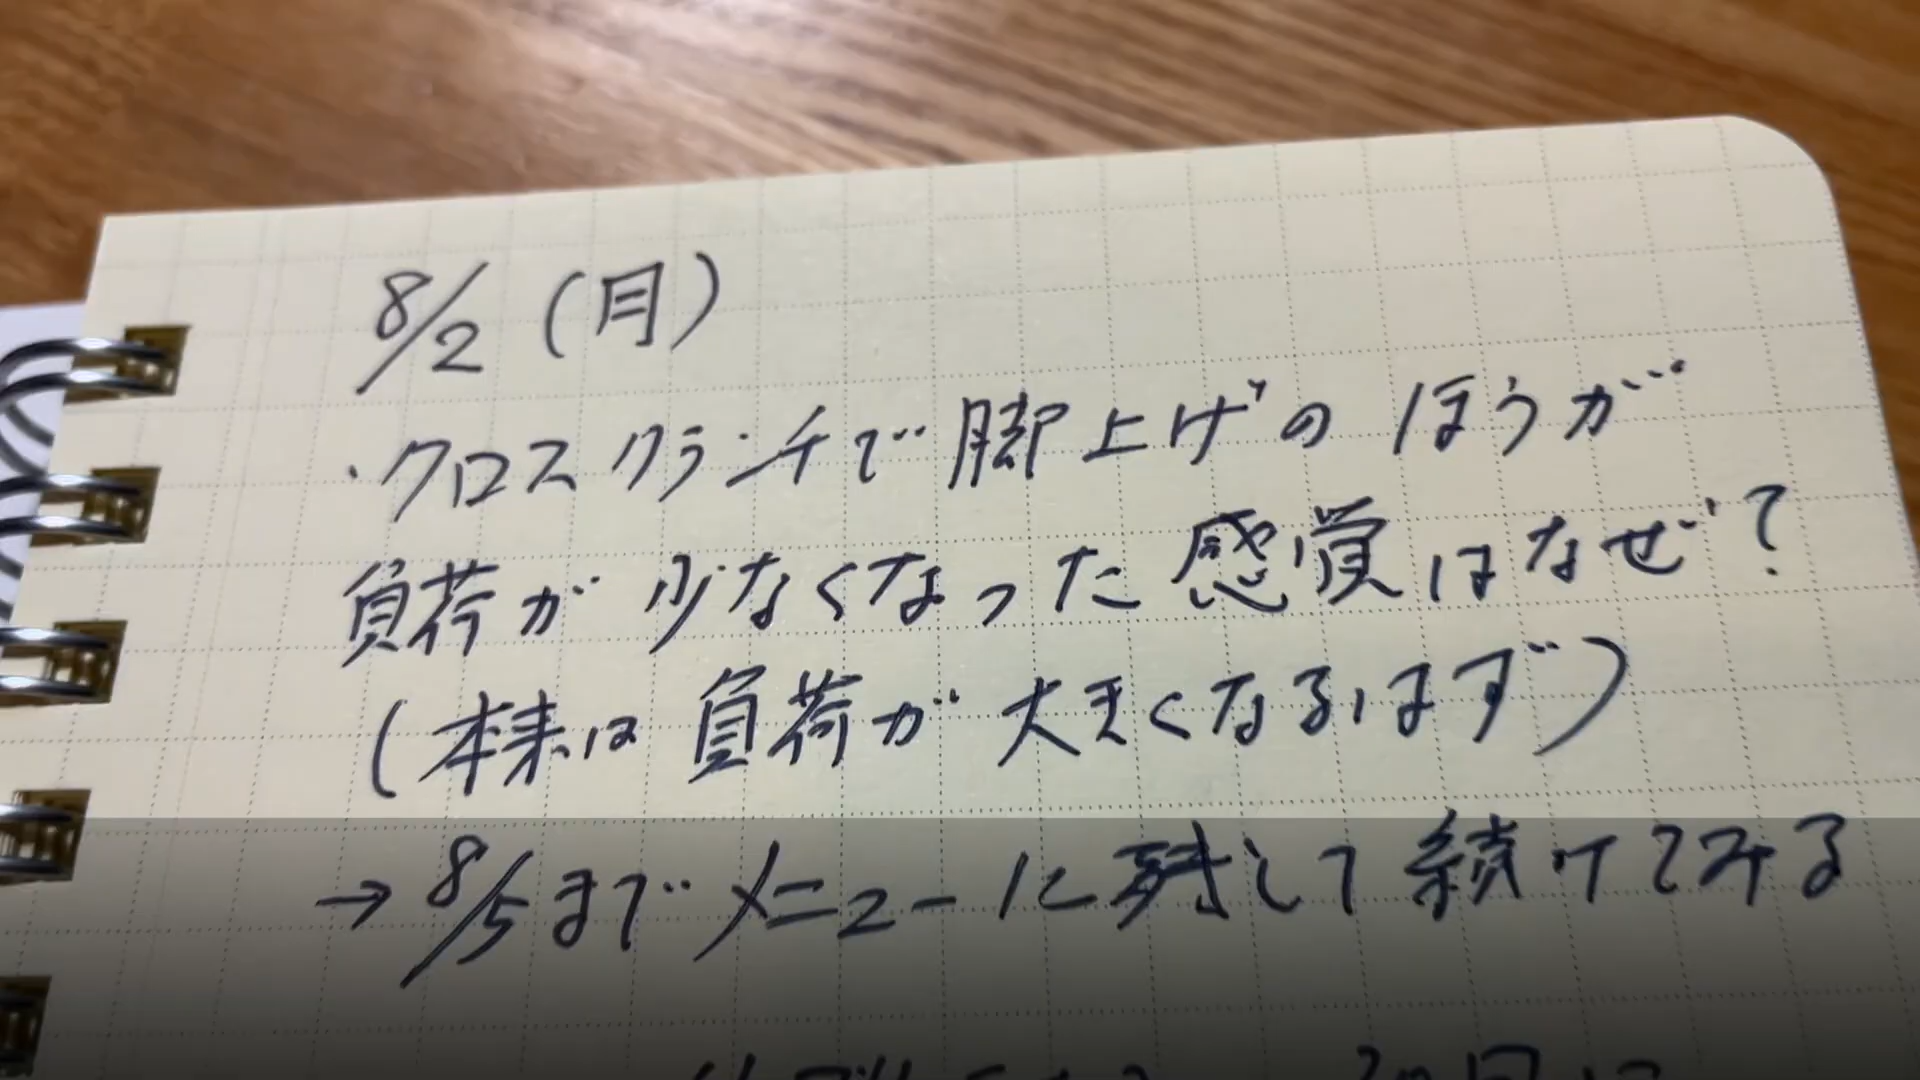 8/2(月)
・クロスクランチで脚上げのほうが
負荷が少なくなった感覚はなぜ?
(本来は負荷が大きくなるはず)
→8/5までメニューに残して続けてみる